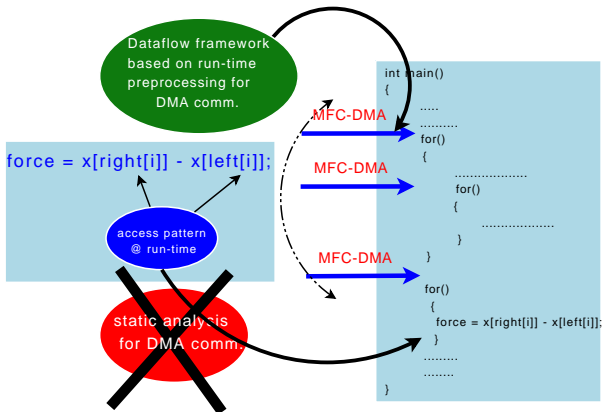 Dataflow framework
based on run-time
preprocessing for
DMA comm.
force = x[right[i]] - x[left[i]];
access pattern
@ run-time
static analysis
for DMA comm.
MFC-DMA
MFC-DMA
MFC-DMA
int main()
{
.....
..........
for()
{
...................
for()
{
...................
}
}
for()
{
force = x[right[i]] - x[left[i]];
}
.........
........
}